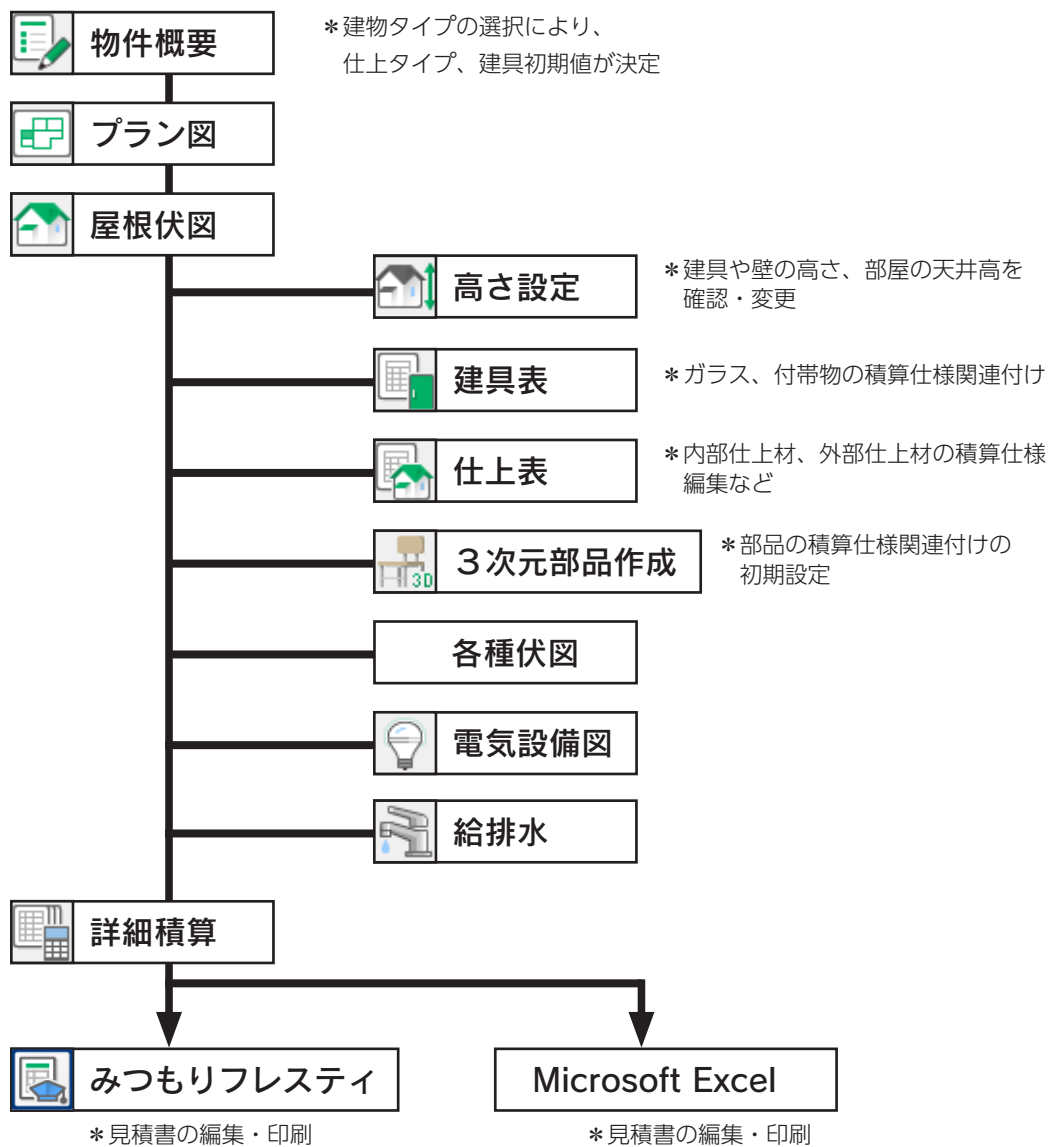 物件概要
＊建物タイプの選択により、
仕上タイプ、建具初期値が決定
プラン図
屋根伏図
高さ設定
＊建具や壁の高さ、部屋の天井高を
確認・変更
建具表
＊ガラス、付帯物の積算仕様関連付け
仕上表
＊内部仕上材、外部仕上材の積算仕様
編集など
3D
３次元部品作成
＊部品の積算仕様関連付けの
初期設定
各種伏図
電気設備図
給排水
詳細積算
みつもりフレスティ
＊見積書の編集・印刷
Microsoft Excel
＊見積書の編集・印刷